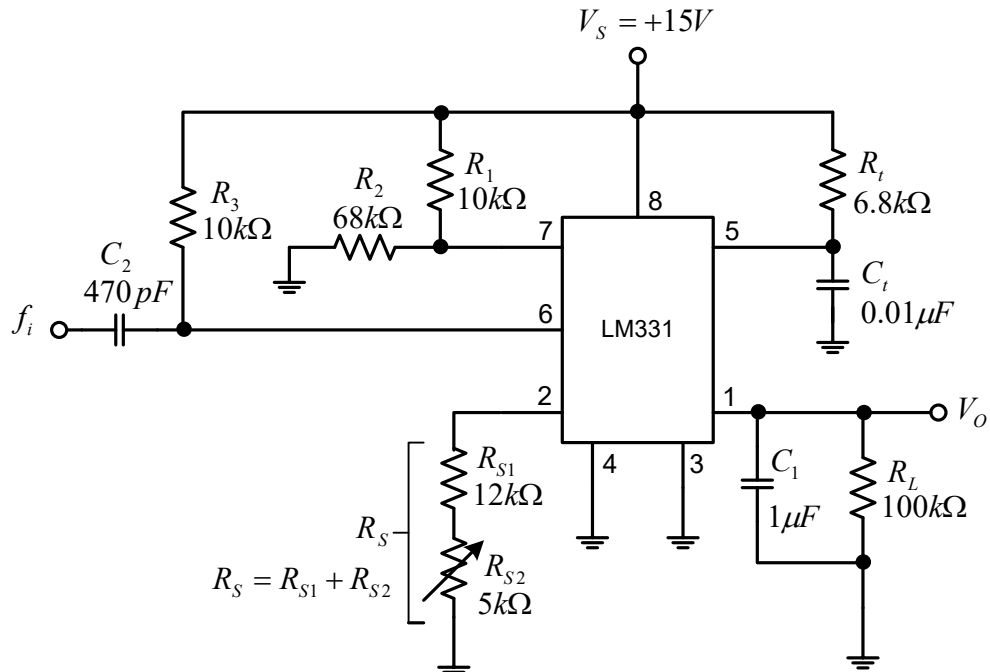 V_S = +15V
R_3
10kΩ
R_2
68kΩ
R_1
10kΩ
R_t
6.8kΩ
C_2
470 pF
C_t
0.01μF
f_i
8
7
5
6
LM331
2
1
4
3
V_O
R_S1
12kΩ
R_S
R_S2
5kΩ
R_S = R_S1 + R_S2
C_1
1μF
R_L
100kΩ